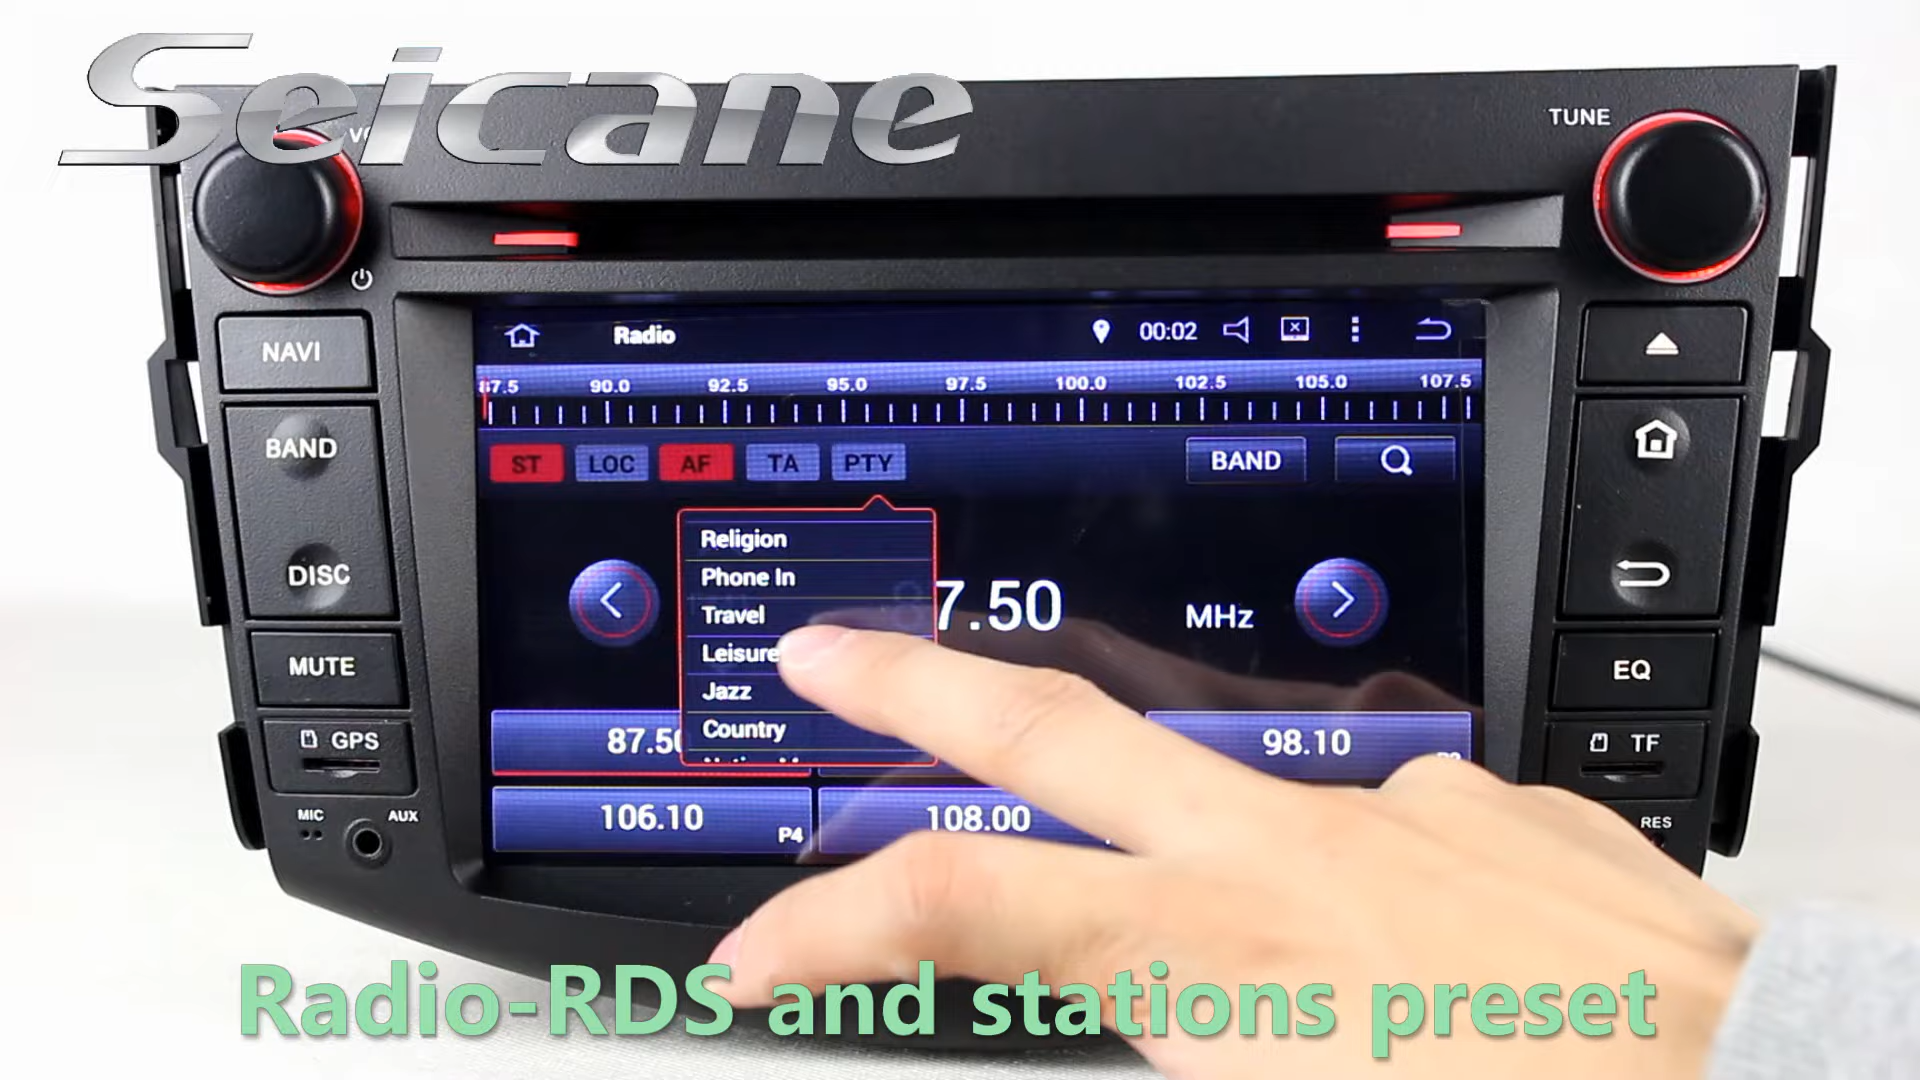 Seicane
TUNE
NAVI
BAND
DISC
MUTE
GPS
MIC
AUX
Radio
00:02
87.5 90.0 92.5 95.0 97.5 100.0 102.5 105.0 107.5
ST LOC AF TA PTY BAND
Religion
Phone In
Travel
Leisure
Jazz
Country
7.50 MHz
87.50
98.10
106.10 P4
108.00
EQ
TF
RES
Radio-RDS and stations preset